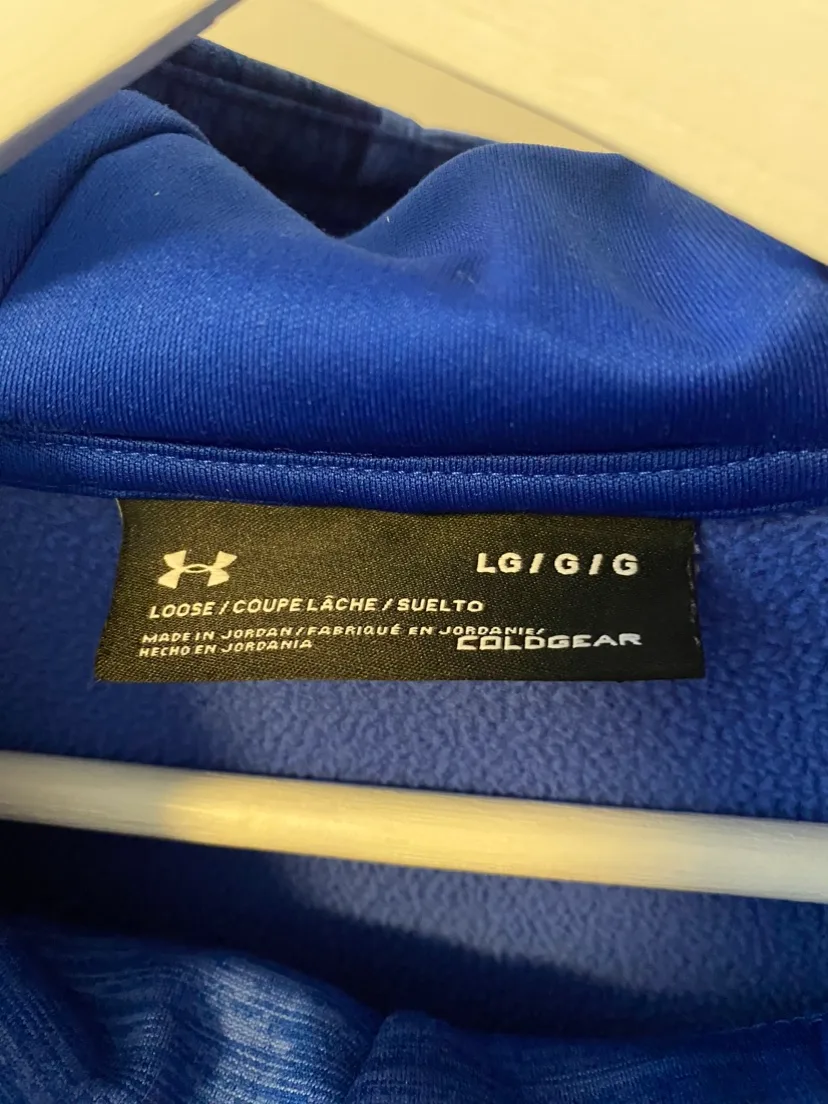 LG/G/G
LOOSE/COUPE LÂCHE/SUELTO
MADE IN JORDAN/FABRIQUÉ EN JORDANIE/
HECHO EN JORDANIA
COLDGEAR